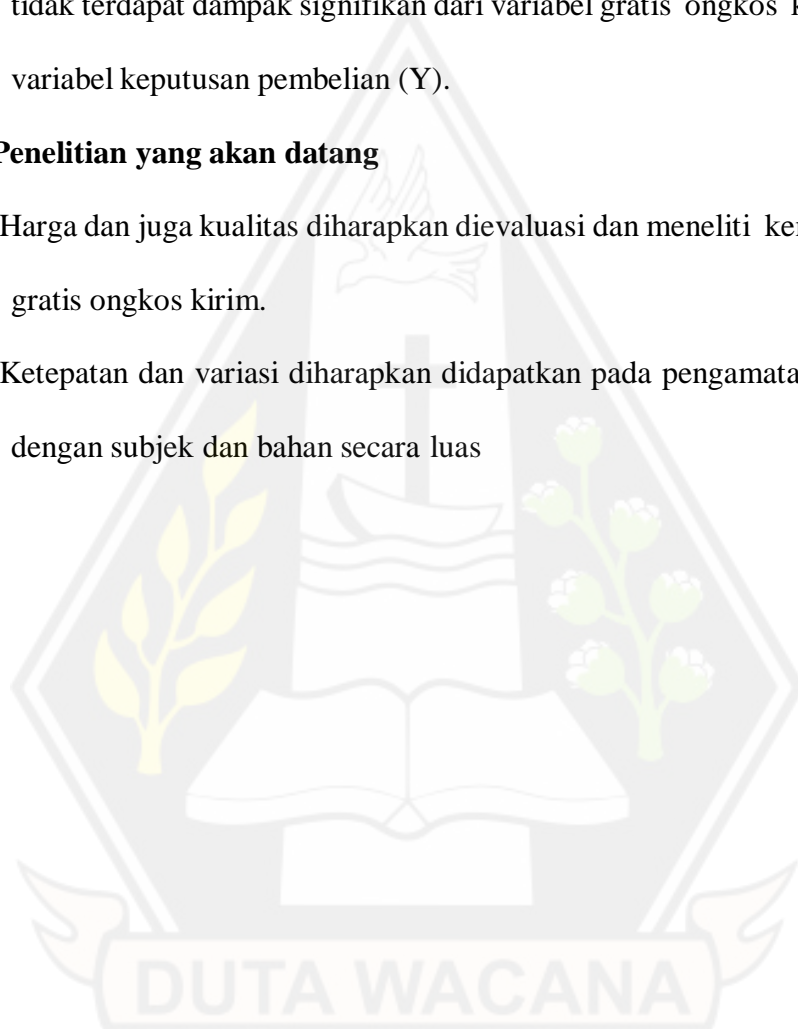 tidak terdapat dampak signifikan dari variabel gratis ongkos
variabel keputusan pembelian (Y).
Penelitian yang akan datang
Harga dan juga kualitas diharapkan dievaluasi dan meneliti
gratis ongkos kirim.
Ketepatan dan variasi diharapkan didapatkan pada
dengan subjek dan bahan secara luas
DUTA WACANA